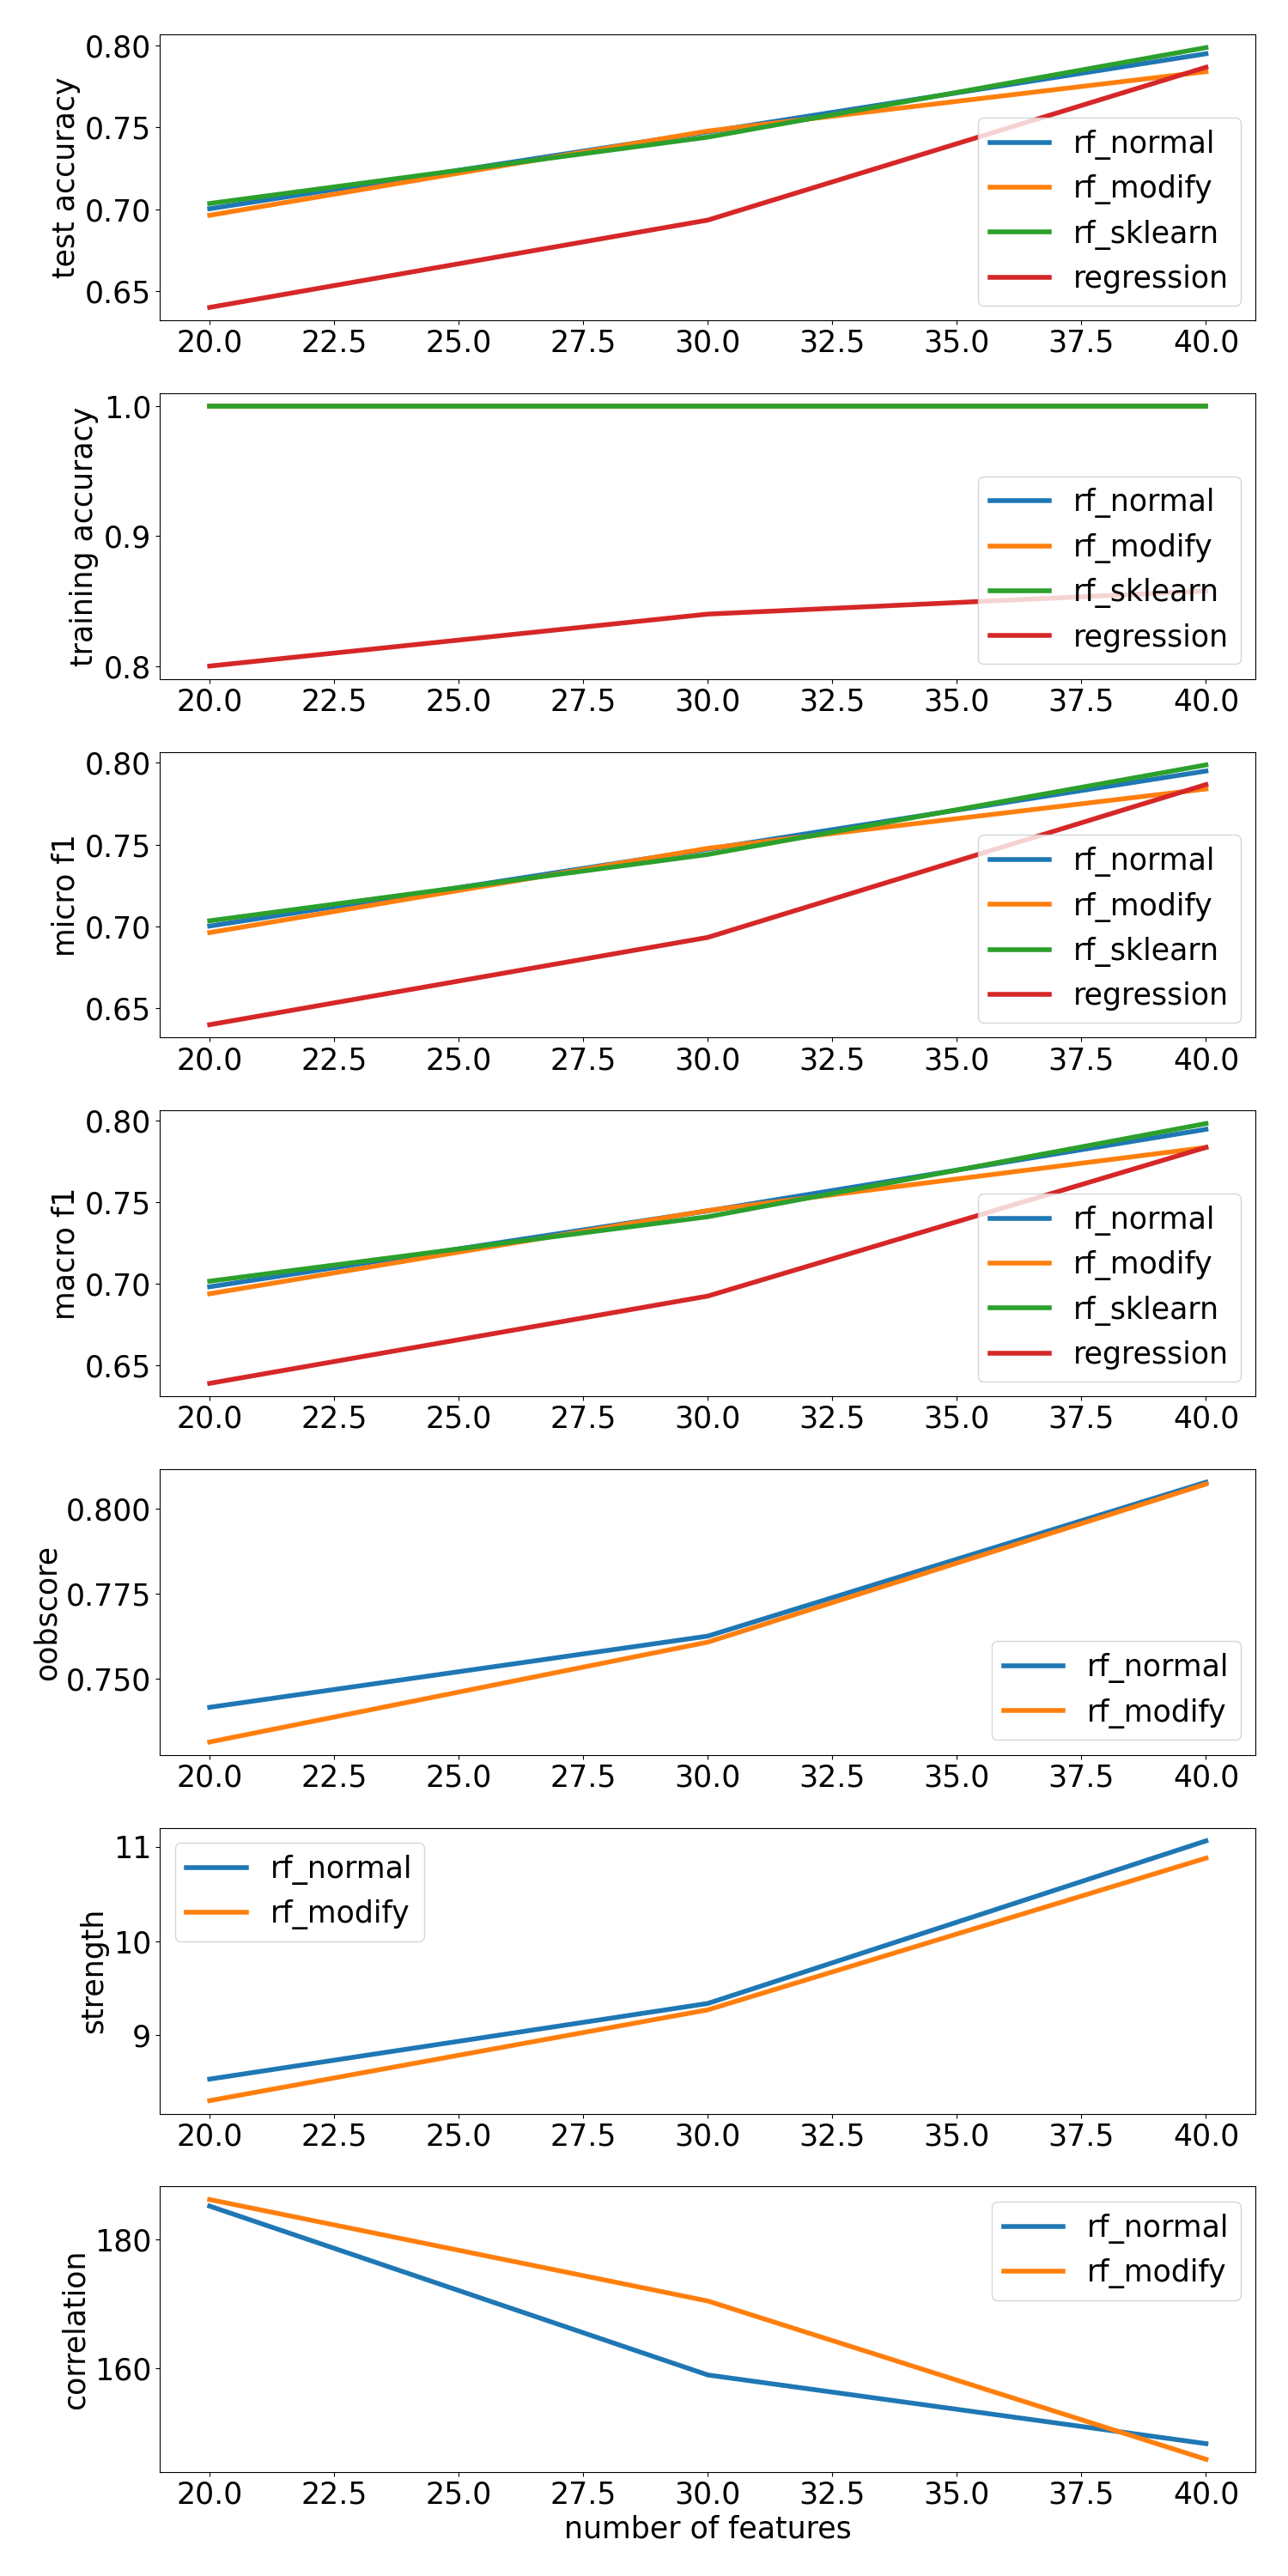 test accuracy
0.80
0.75
0.70
0.65
20.0 22.5 25.0 27.5 30.0 32.5 35.0 37.5 40.0
rf_normal
rf_modify
rf_sklearn
regression
training accuracy
1.0
0.9
0.8
20.0 22.5 25.0 27.5 30.0 32.5 35.0 37.5 40.0
rf_normal
rf_modify
rf_sklearn
regression
micro f1
0.80
0.75
0.70
0.65
20.0 22.5 25.0 27.5 30.0 32.5 35.0 37.5 40.0
rf_normal
rf_modify
rf_sklearn
regression
macro f1
0.80
0.75
0.70
0.65
20.0 22.5 25.0 27.5 30.0 32.5 35.0 37.5 40.0
rf_normal
rf_modify
rf_sklearn
regression
oobscore
0.800
0.775
0.750
20.0 22.5 25.0 27.5 30.0 32.5 35.0 37.5 40.0
rf_normal
rf_modify
strength
11
10
9
20.0 22.5 25.0 27.5 30.0 32.5 35.0 37.5 40.0
rf_normal
rf_modify
correlation
180
160
20.0 22.5 25.0 27.5 30.0 32.5 35.0 37.5 40.0
rf_normal
rf_modify
number of features